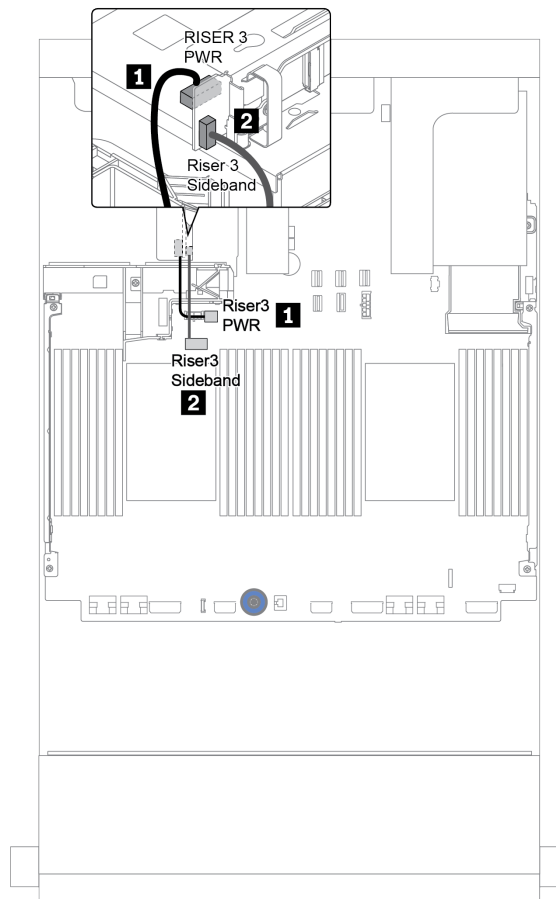 RISER 3
PWR
1
2
Riser 3
Sideband
Riser3
PWR
1
Riser3
Sideband
2